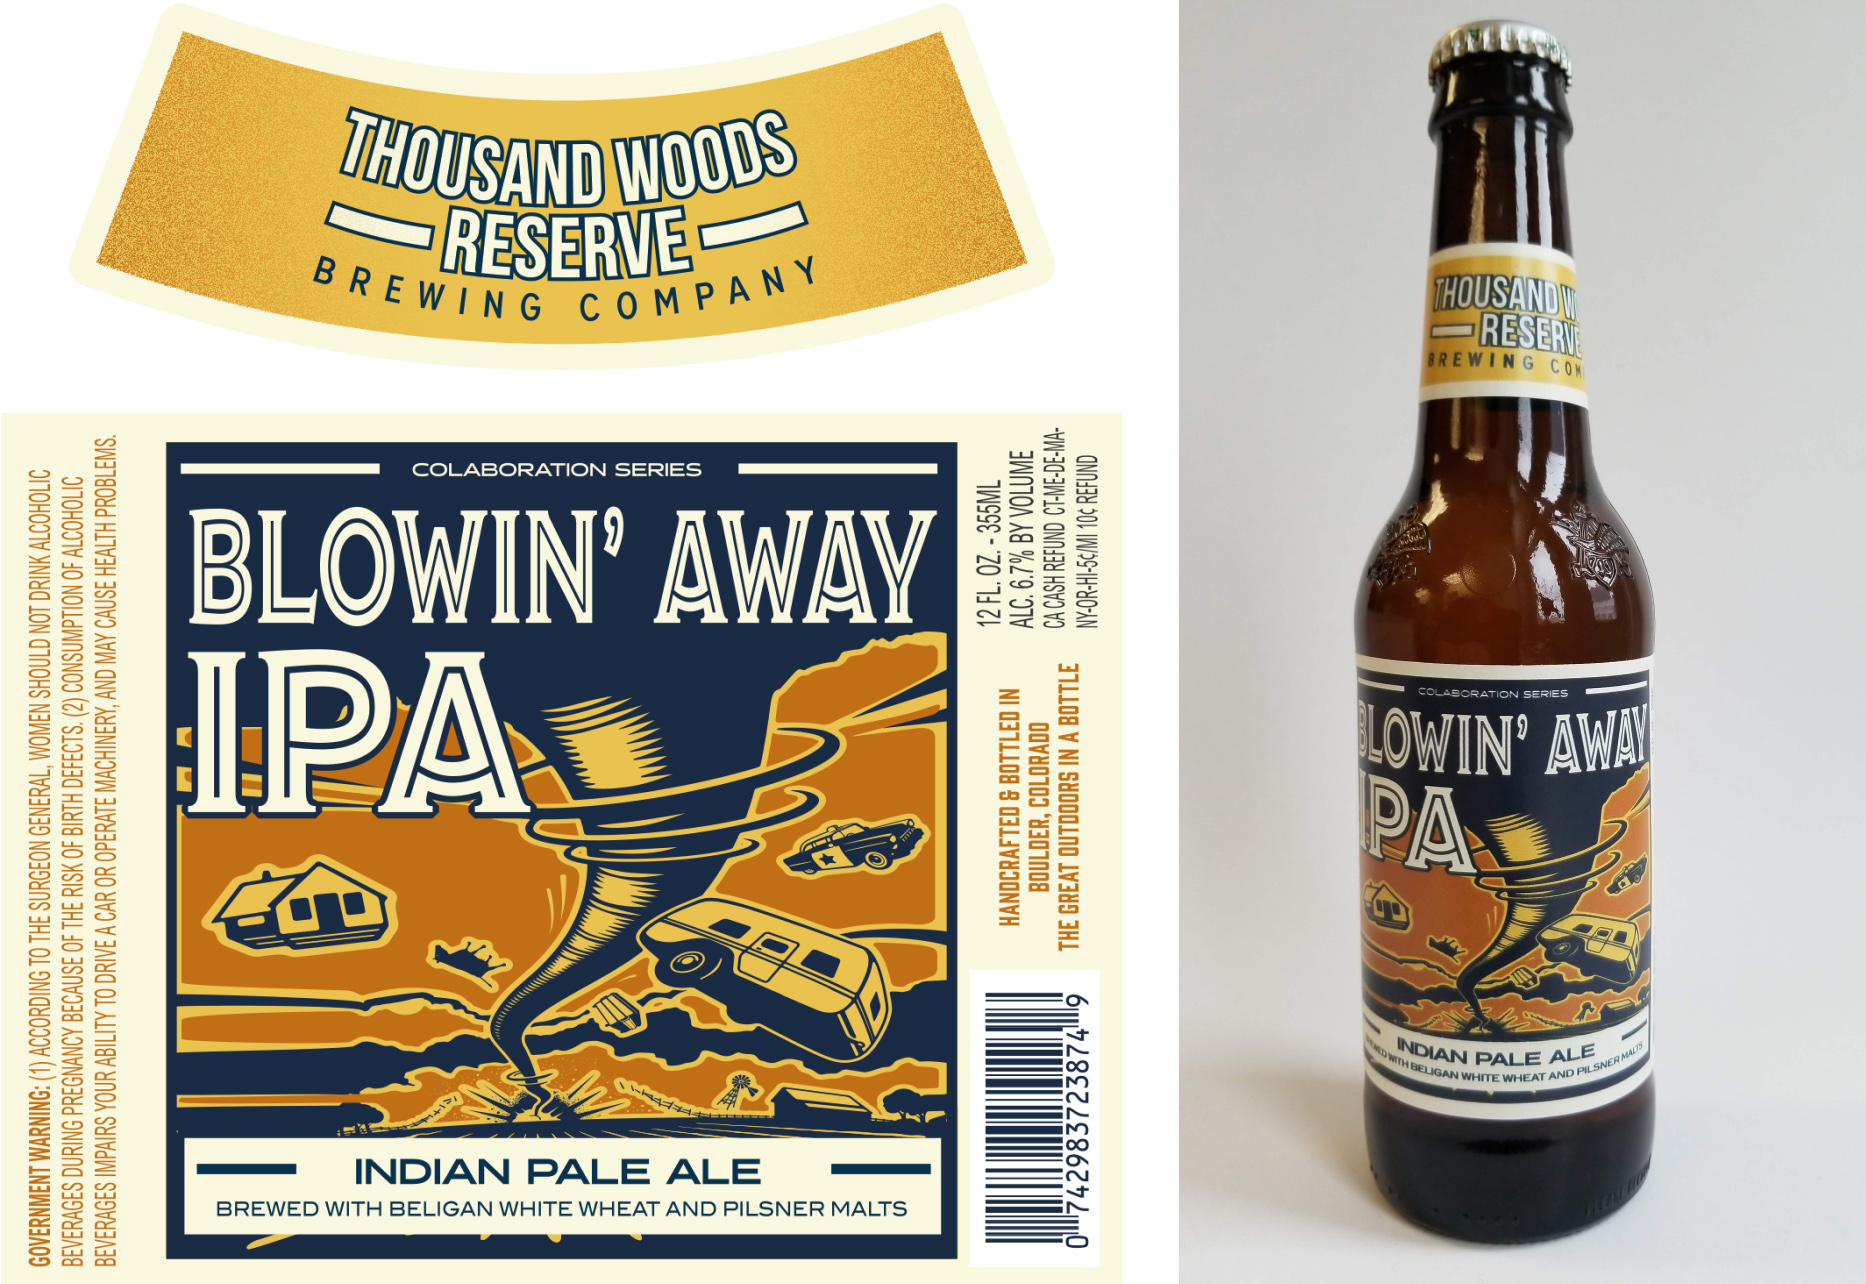 THOUSAND WOODS
RESERVE
BREWING COMPANY
COLABORATION SERIES
BLOWIN' AWAY
IPA
INDIAN PALE ALE
BREWED WITH BELIGAN WHITE WHEAT AND PILSNER MALTS
GOVERNMENT WARNING: (1) ACCORDING TO THE SURGEON GENERAL, WOMEN SHOULD NOT DRINK ALCOHOLIC
BEVERAGES DURING PREGNANCY BECAUSE OF THE RISK OF BIRTH DEFECTS. (2) CONSUMPTION OF ALCOHOLIC
BEVERAGES IMPAIRS YOUR ABILITY TO DRIVE A CAR OR OPERATE MACHINERY, AND MAY CAUSE HEALTH PROBLEMS.
12 FL. OZ. - 355ML
ALC. 6.7% BY VOLUME
CA CASH REFUND CT-ME-DE-MA-
NY-OR-HI-5¢/MI 10¢ REFUND
HANDCRAFTED & BOTTLED IN
BOULDER, COLORADO
THE GREAT OUTDOORS IN A BOTTLE
0 74298372387 4 9
THOUSAND WO
RESERVE
BREWING COM
COLABORATION SERIES
BLOWIN' AWAY
IPA
INDIAN PALE ALE
WITH BELIGAN WHITE WHEAT AND PILSNER MALTS